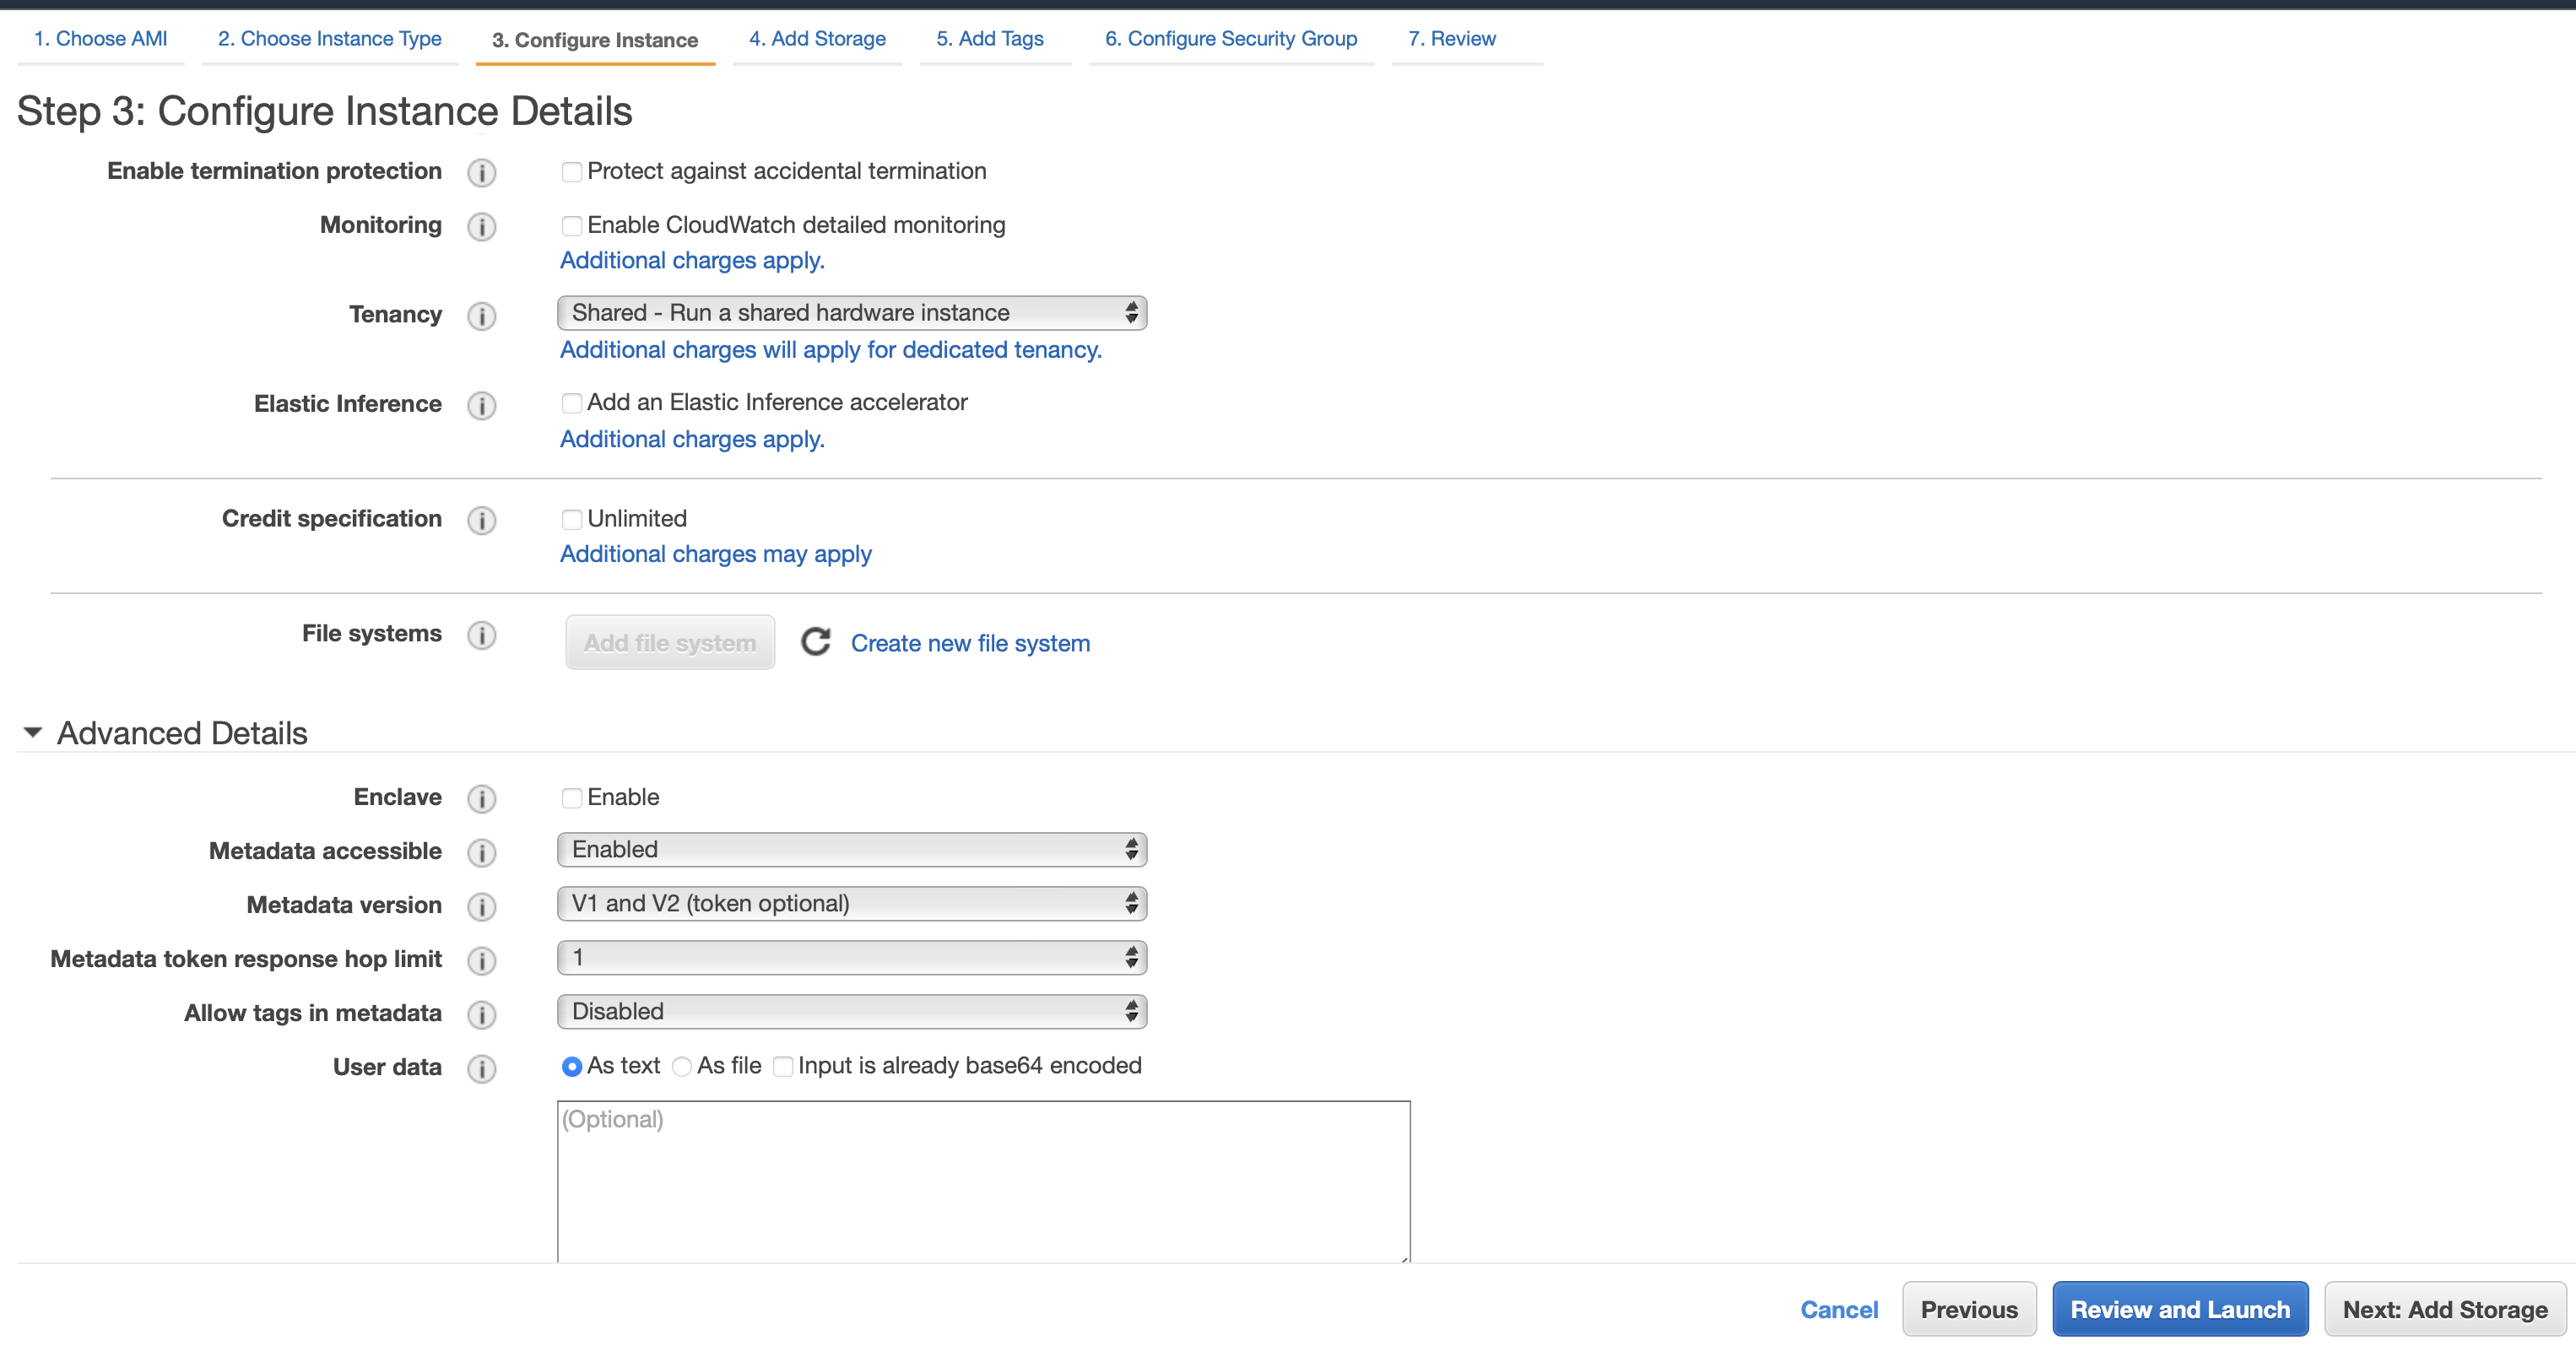 1. Choose AMI 2. Choose Instance Type 3. Configure Instance 4. Add Storage 5. Add Tags 6. Configure Security Group 7. Review
Step 3: Configure Instance Details
Enable termination protection i Protect against accidental termination
Monitoring i Enable CloudWatch detailed monitoring
Additional charges apply.
Tenancy i Shared - Run a shared hardware instance
Additional charges will apply for dedicated tenancy.
Elastic Inference i Add an Elastic Inference accelerator
Additional charges apply.
Credit specification i Unlimited
Additional charges may apply
File systems i Add file system Create new file system
Advanced Details
Enclave i Enable
Metadata accessible i Enabled
Metadata version i V1 and V2 (token optional)
Metadata token response hop limit i 1
Allow tags in metadata i Disabled
User data i As text As file Input is already base64 encoded
(Optional)
Cancel Previous Review and Launch Next: Add Storage